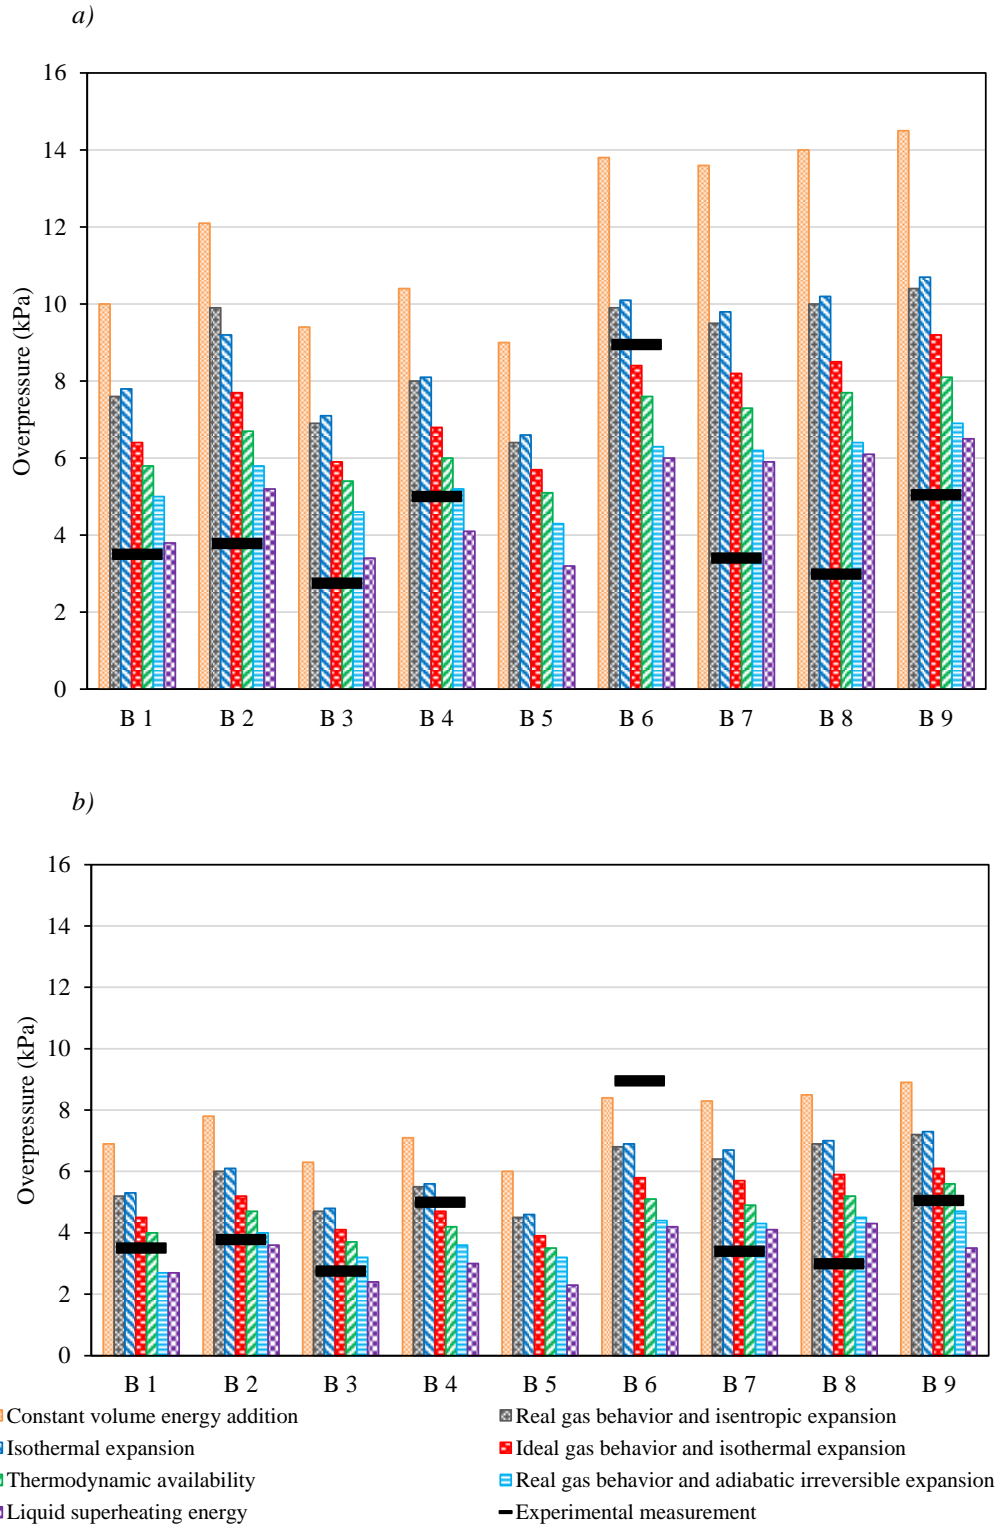 a)
16
14
12
10
8
6
4
2
0
Overpressure (kPa)
B 1 B 2 B 3 B 4 B 5 B 6 B 7 B 8 B 9
b)
16
14
12
10
8
6
4
2
0
Overpressure (kPa)
B 1 B 2 B 3 B 4 B 5 B 6 B 7 B 8 B 9
Constant volume energy addition
Real gas behavior and isentropic expansion
Isothermal expansion
Ideal gas behavior and isothermal expansion
Thermodynamic availability
Real gas behavior and adiabatic irreversible expansion
Liquid superheating energy
Experimental measurement